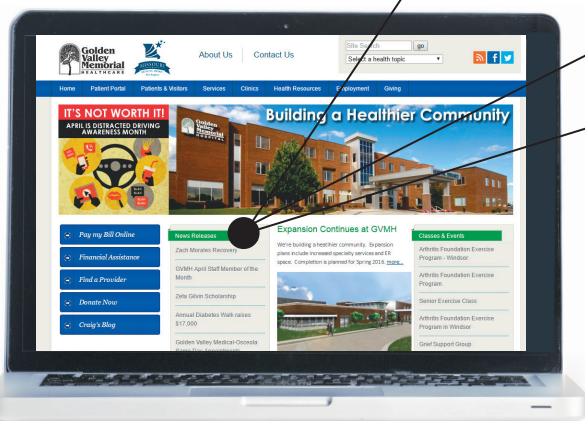 Golden
Valley
Memorial
HEALTHCARE
MISSOURI
About Us
Contact Us
Site Search
go
Select a health topic
Home
Patient Portal
Patients & Visitors
Services
Clinics
Health Resources
Employment
Giving
IT'S NOT WORTH IT!
APRIL IS DISTRACTED DRIVING
AWARENESS MONTH
Golden
Valley
Memorial
HOSPITAL
Building a Healthier Community
Pay my Bill Online
Financial Assistance
Find a Provider
Donate Now
Craig's Blog
News Releases
Zach Morales Recovery
GVMH April Staff Member of the
Month
Zeta Gilvin Scholarship
Annual Diabetes Walk raises
$17,000
Golden Valley Medical-Osceola
Expansion Continues at GVMH
We're building a healthier community. Expansion
plans include increased specialty services and ER
space. Completion is planned for Spring 2016. more...
Classes & Events
Arthritis Foundation Exercise
Program - Windsor
Arthritis Foundation Exercise
Program
Senior Exercise Class
Arthritis Foundation Exercise
Program in Windsor
Grief Support Group